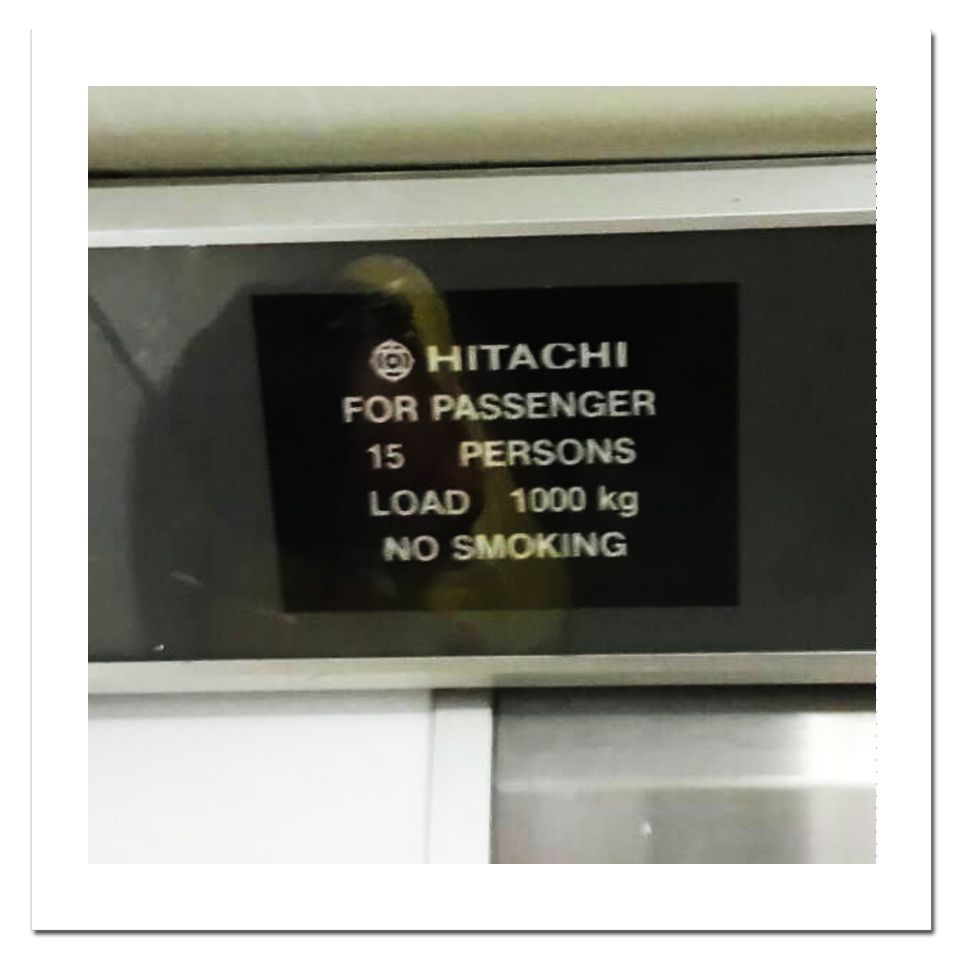 HITACHI
FOR PASSENGER
15 PERSONS
LOAD 1000 kg
NO SMOKING